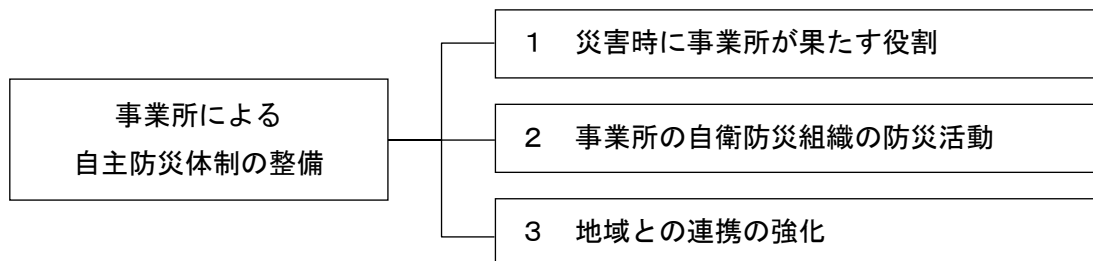 事業所による
自主防災体制の整備
１　災害時に事業所が果たす役割
２　事業所の自衛防災組織の防災活動
３　地域との連携の強化